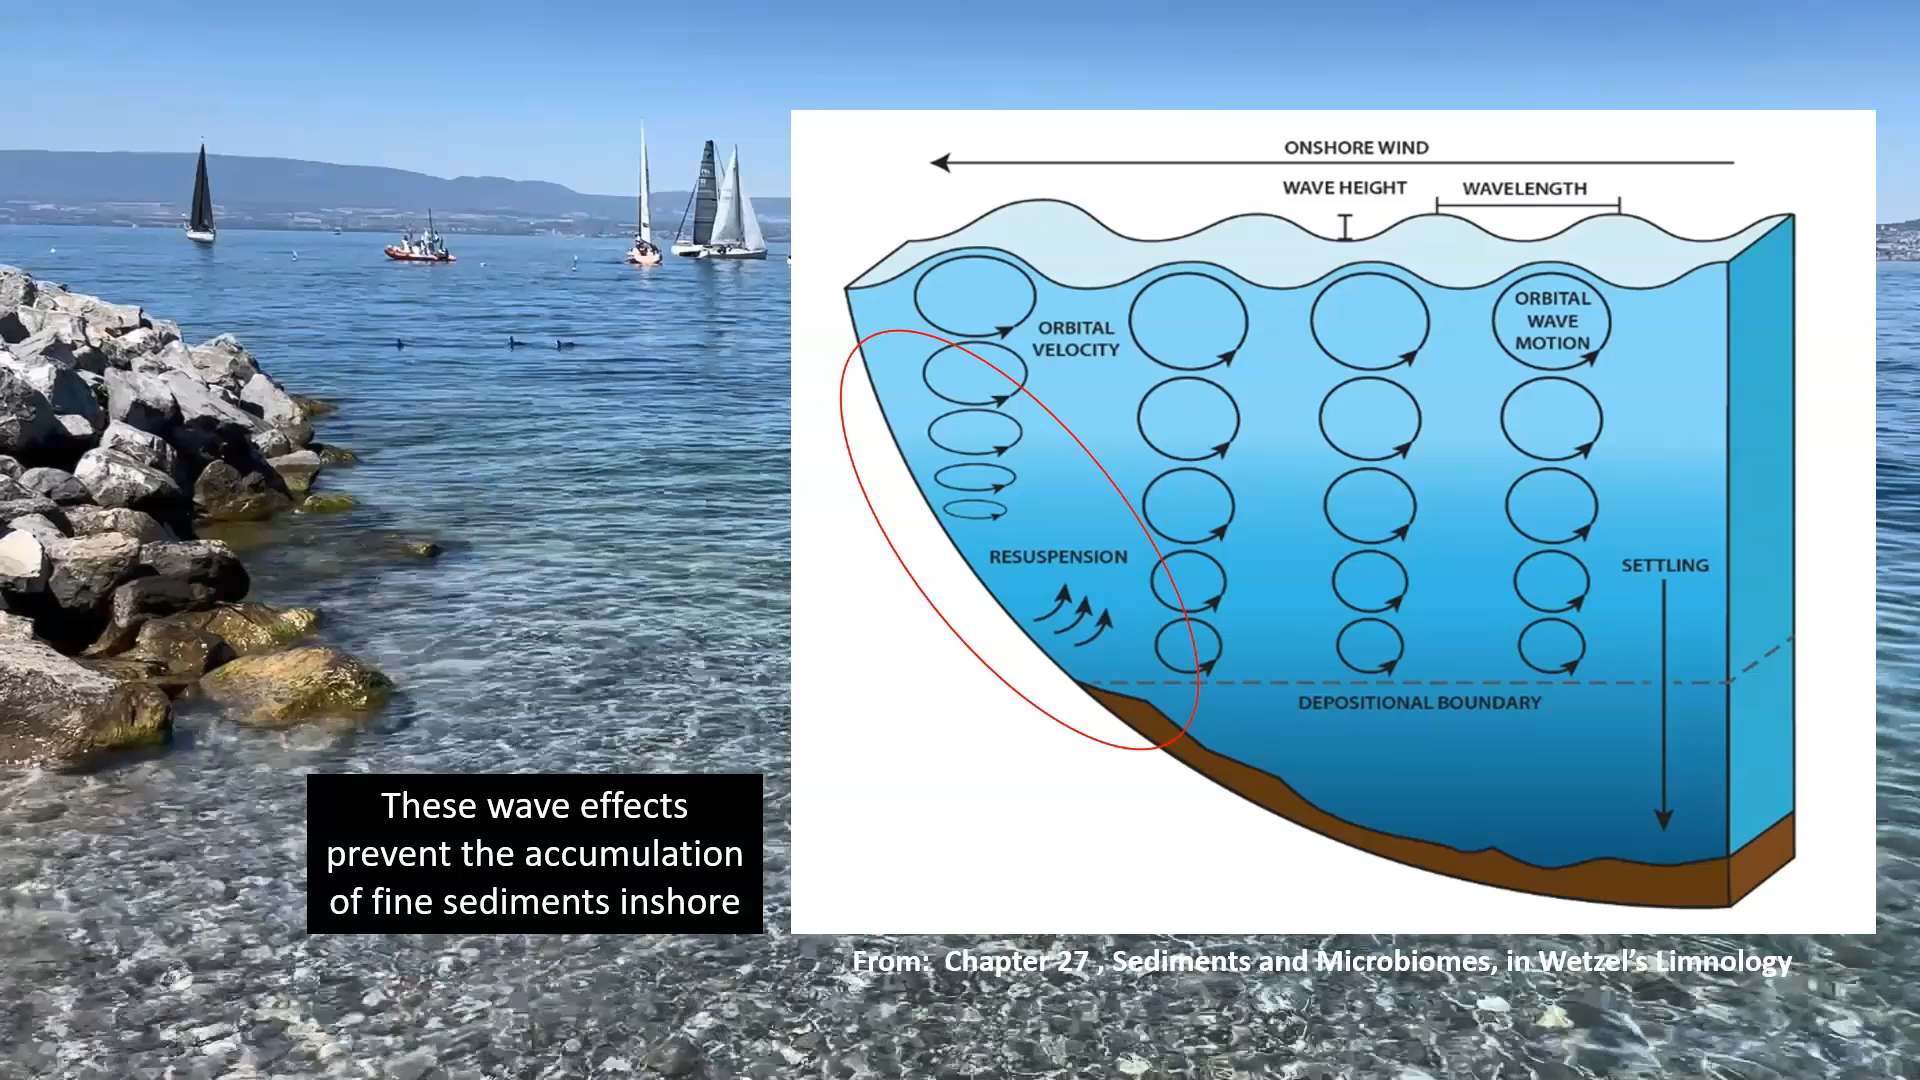 ONSHORE WIND
WAVE HEIGHT
WAVELENGTH
ORBITAL
VELOCITY
ORBITAL
WAVE
MOTION
RESUSPENSION
SETTLING
DEPOSITIONAL BOUNDARY
These wave effects
prevent the accumulation
of fine sediments inshore
From: Chapter 27 , Sediments and Microbiomes, in Wetzel's Limnology